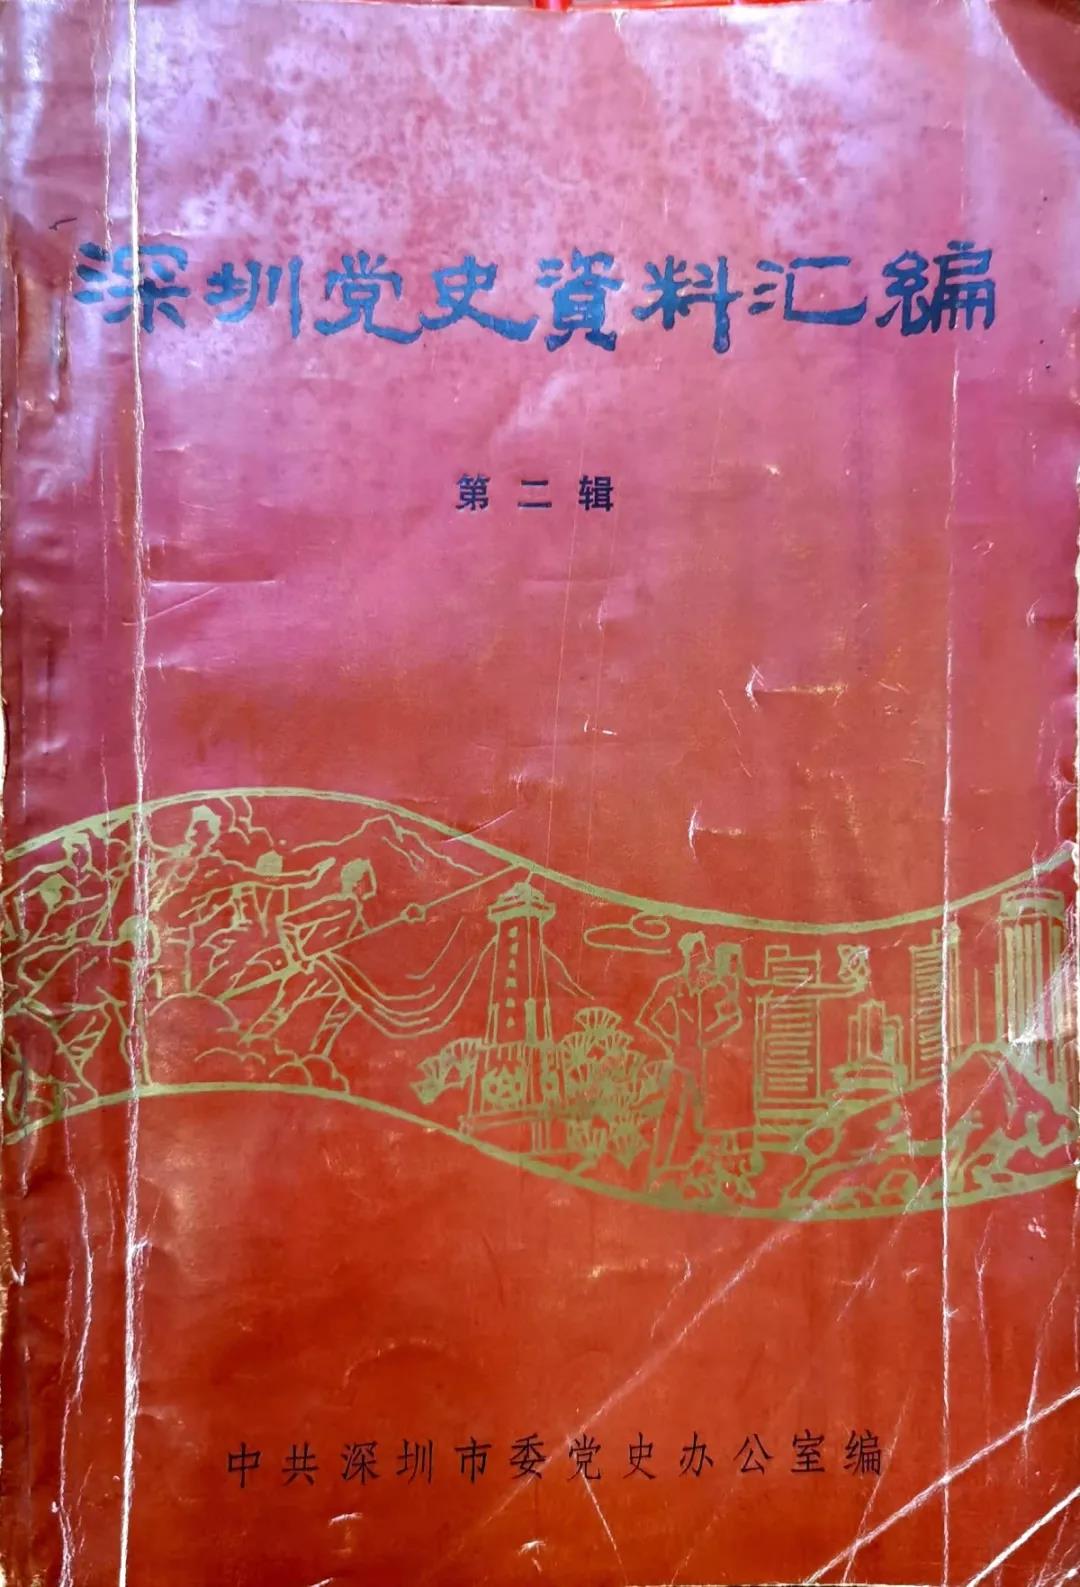 深圳党史資料汇編
第二辑
中共深圳市委党史办公室编